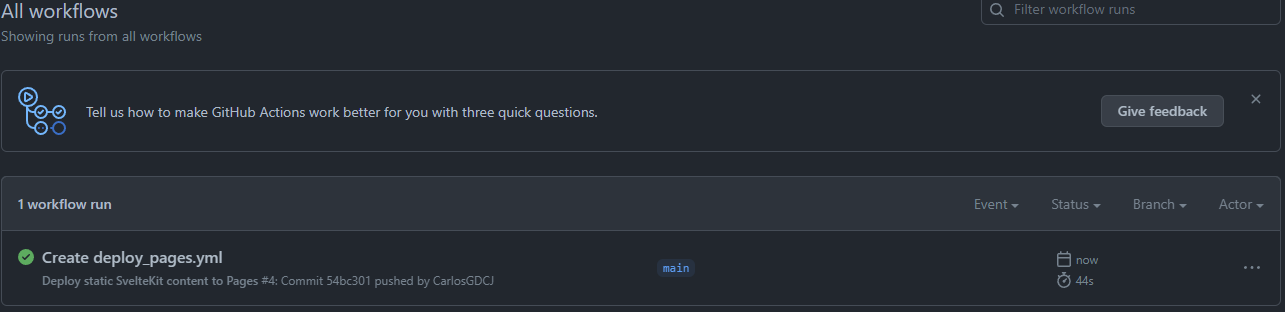 All workflows
Filter workflow runs
Showing runs from all workflows
Tell us how to make GitHub Actions work better for you with three quick questions.
Give feedback
1 workflow run
Event
Status
Branch
Actor
Create deploy_pages.yml
main
now
Deploy static SvelteKit content to Pages #4: Commit 54bc301 pushed by CarlosGDCJ
44s